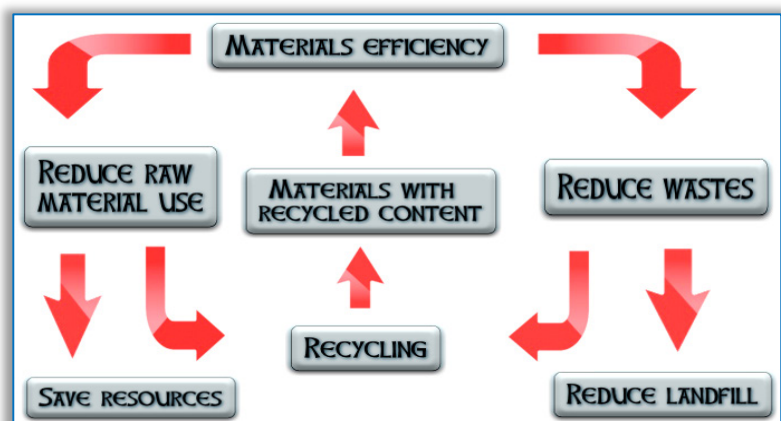 MATERIALS EFFICIENCY
REDUCE RAW
MATERIAL USE
MATERIALS WITH
RECYCLED CONTENT
REDUCE WASTES
RECYCLING
SAVE RESOURCES
REDUCE LANDFILL